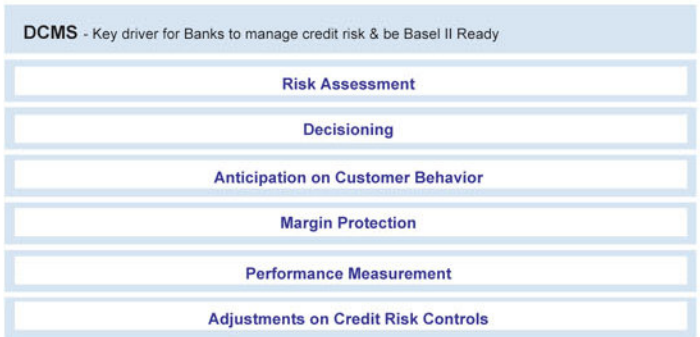 DCMS - Key driver for Banks to manage credit risk & be Basel II Ready
Risk Assessment
Decisioning
Anticipation on Customer Behavior
Margin Protection
Performance Measurement
Adjustments on Credit Risk Controls